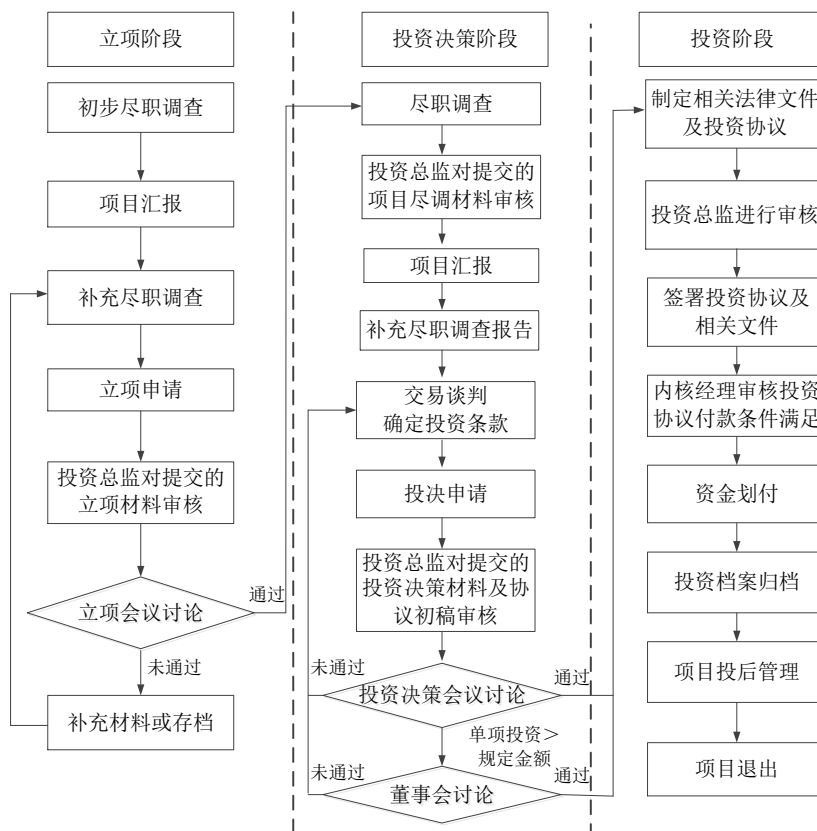 立项阶段
初步尽职调查
项目汇报
补充尽职调查
立项申请
投资总监对提交的
立项材料审核
立项会议讨论
通过
未通过
补充材料或存档
投资决策阶段
尽职调查
投资总监对提交的
项目尽调材料审核
项目汇报
补充尽职调查报告
交易谈判
确定投资条款
投决申请
投资总监对提交的
投资决策材料及协
议初稿审核
未通过
投资决策会议讨论
通过
单项投资＞
规定金额
未通过
董事会讨论
通过
投资阶段
制定相关法律文件
及投资协议
投资总监进行审核
签署投资协议及
相关文件
内核经理审核投资
协议付款条件满足
资金划付
投资档案归档
项目投后管理
项目退出